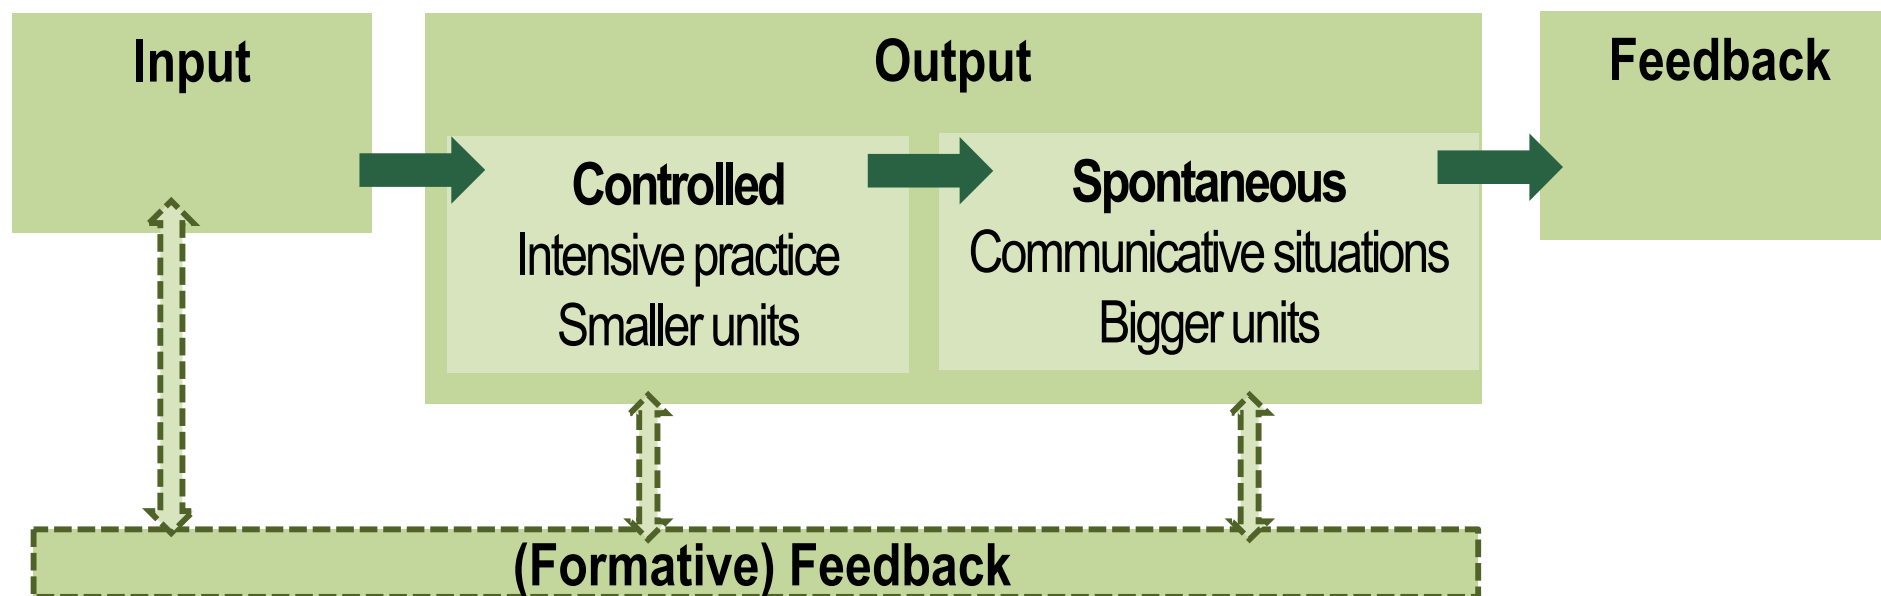 Input
Output
Feedback
Controlled
Intensive practice
Smaller units
Spontaneous
Communicative situations
Bigger units
(Formative) Feedback